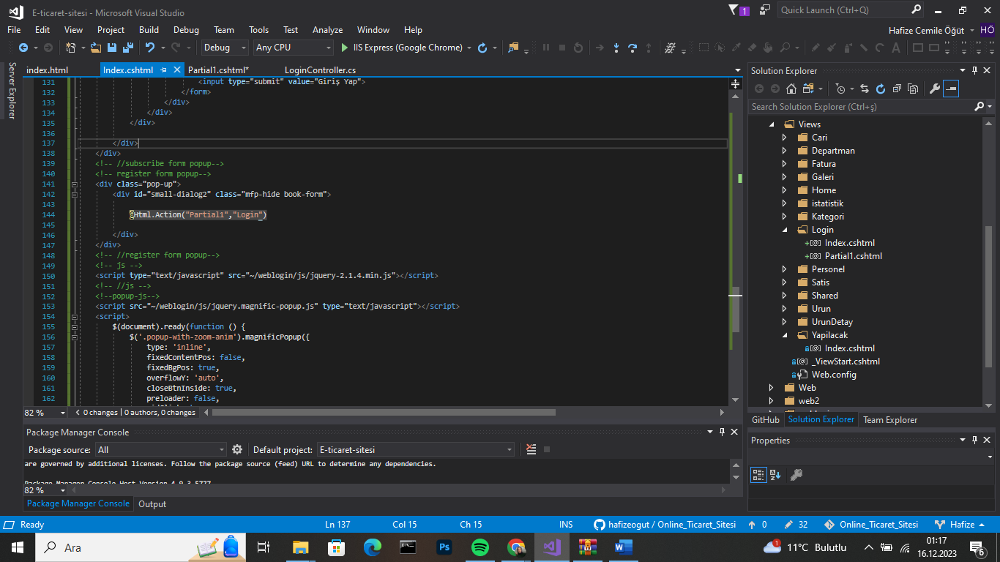 E-ticaret-sitesi - Microsoft Visual Studio
1
Quick Launch (Ctrl+Q)
File Edit View Project Build Debug Team Tools Test Analyze Window Help
Hafize Cemile Öğüt HÖ
Debug Any CPU IIS Express (Google Chrome)
Server Explorer
index.html Index.cshtml Partial1.cshtml* LoginController.cs
131 <input type="submit" value="Giriş Yap">
132 </form>
133 </div>
134 </div>
135 </div>
136
137 </div>
138 </div>
139 <!-- //subscribe form popup-->
140 <!-- register form popup-->
141 <div class="pop-up">
142 <div id="small-dialog2" class="mfp-hide book-form">
143
144 @Html.Action("Partial1","Login")
145
146 </div>
147 </div>
148 <!-- //register form popup-->
149 <!-- js -->
150 <script type="text/javascript" src="~/weblogin/js/jquery-2.1.4.min.js"></script>
151 <!-- //js -->
152 <!--popup-js-->
153 <script src="~/weblogin/js/jquery.magnific-popup.js" type="text/javascript"></script>
154 <script>
155 $(document).ready(function () {
156 $('.popup-with-zoom-anim').magnificPopup({
157 type: 'inline',
158 fixedContentPos: false,
159 fixedBgPos: true,
160 overflowY: 'auto',
161 closeBtnInside: true,
162 preloader: false,
82 % 0 changes | 0 authors, 0 changes
Package Manager Console
Package source: All Default project: E-ticaret-sitesi
are governed by additional licenses. Follow the package source (feed) URL to determine any dependencies.
Package Manager Console Host Version 4.9.3.5777
82 %
Package Manager Console Output
Solution Explorer
Search Solution Explorer (Ctrl+ş)
Views
Cari
Departman
Fatura
Galeri
Home
istatistik
Kategori
Login
Index.cshtml
Partial1.cshtml
Personel
Satis
Shared
Urun
UrunDetay
Yapilacak
Index.cshtml
_ViewStart.cshtml
Web.config
Web
web2
GitHub Solution Explorer Team Explorer
Properties
Ready Ln 137 Col 15 Ch 15 INS hafizeogut / Online_Ticaret_Sitesi 0 32 Online_Ticaret_Sitesi Hafize
Ara
1 11°C Bulutlu
01:17
16.12.2023
6